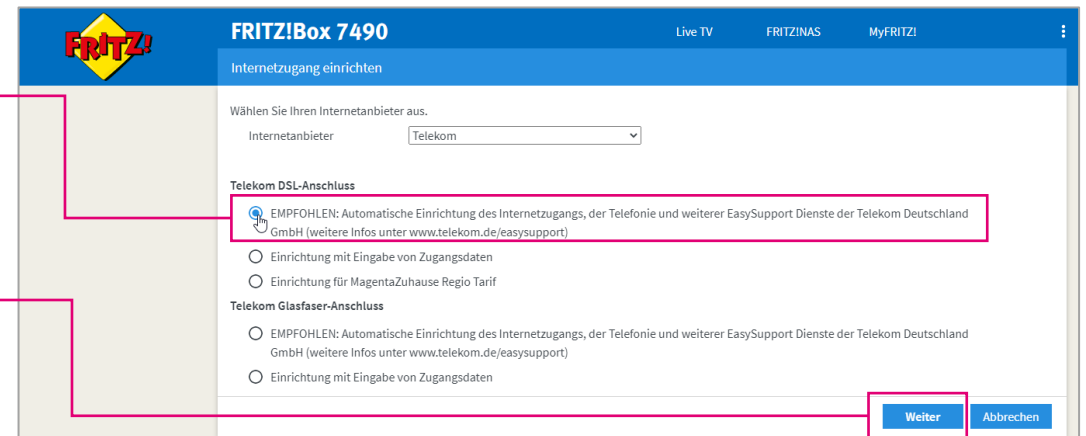 FRITZ!
FRITZ!Box 7490
Live TV FRITZ!NAS MyFRITZ!
Internetzugang einrichten
Wählen Sie Ihren Internetanbieter aus.
Internetanbieter Telekom
Telekom DSL-Anschluss
EMPFOHLEN: Automatische Einrichtung des Internetzugangs, der Telefonie und weiterer EasySupport Dienste der Telekom Deutschland
GmbH (weitere Infos unter www.telekom.de/easysupport)
Einrichtung mit Eingabe von Zugangsdaten
Einrichtung für MagentaZuhause Regio Tarif
Telekom Glasfaser-Anschluss
EMPFOHLEN: Automatische Einrichtung des Internetzugangs, der Telefonie und weiterer EasySupport Dienste der Telekom Deutschland
GmbH (weitere Infos unter www.telekom.de/easysupport)
Einrichtung mit Eingabe von Zugangsdaten
Weiter Abbrechen